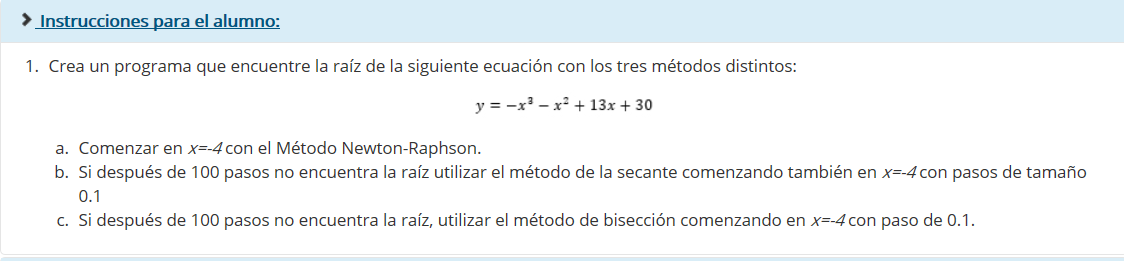 Instrucciones para el alumno:
1. Crea un programa que encuentre la raíz de la siguiente ecuación con los tres métodos distintos:
y = −x³ − x² + 13x + 30
a. Comenzar en x=-4 con el Método Newton-Raphson.
b. Si después de 100 pasos no encuentra la raíz utilizar el método de la secante comenzando también en x=-4 con pasos de tamaño
0.1
c. Si después de 100 pasos no encuentra la raíz, utilizar el método de bisección comenzando en x=-4 con paso de 0.1.